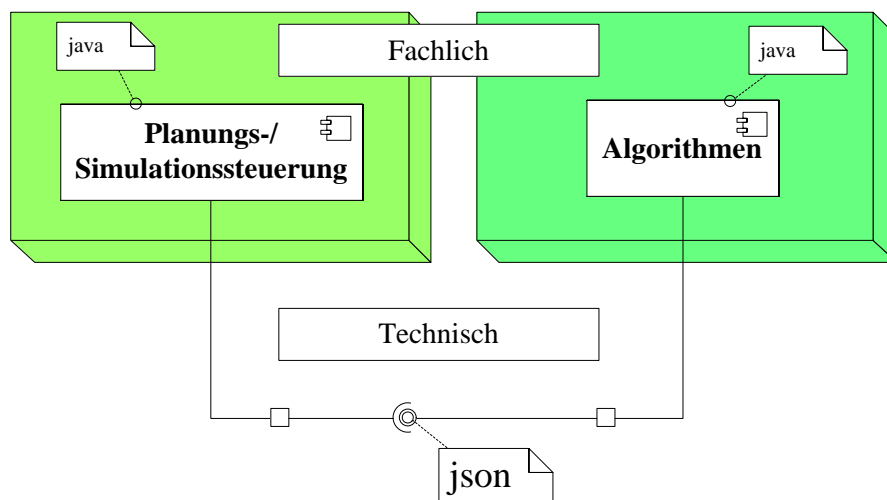 java
Fachlich
java
Planungs-/
Simulationssteuerung
Algorithmen
Technisch
json